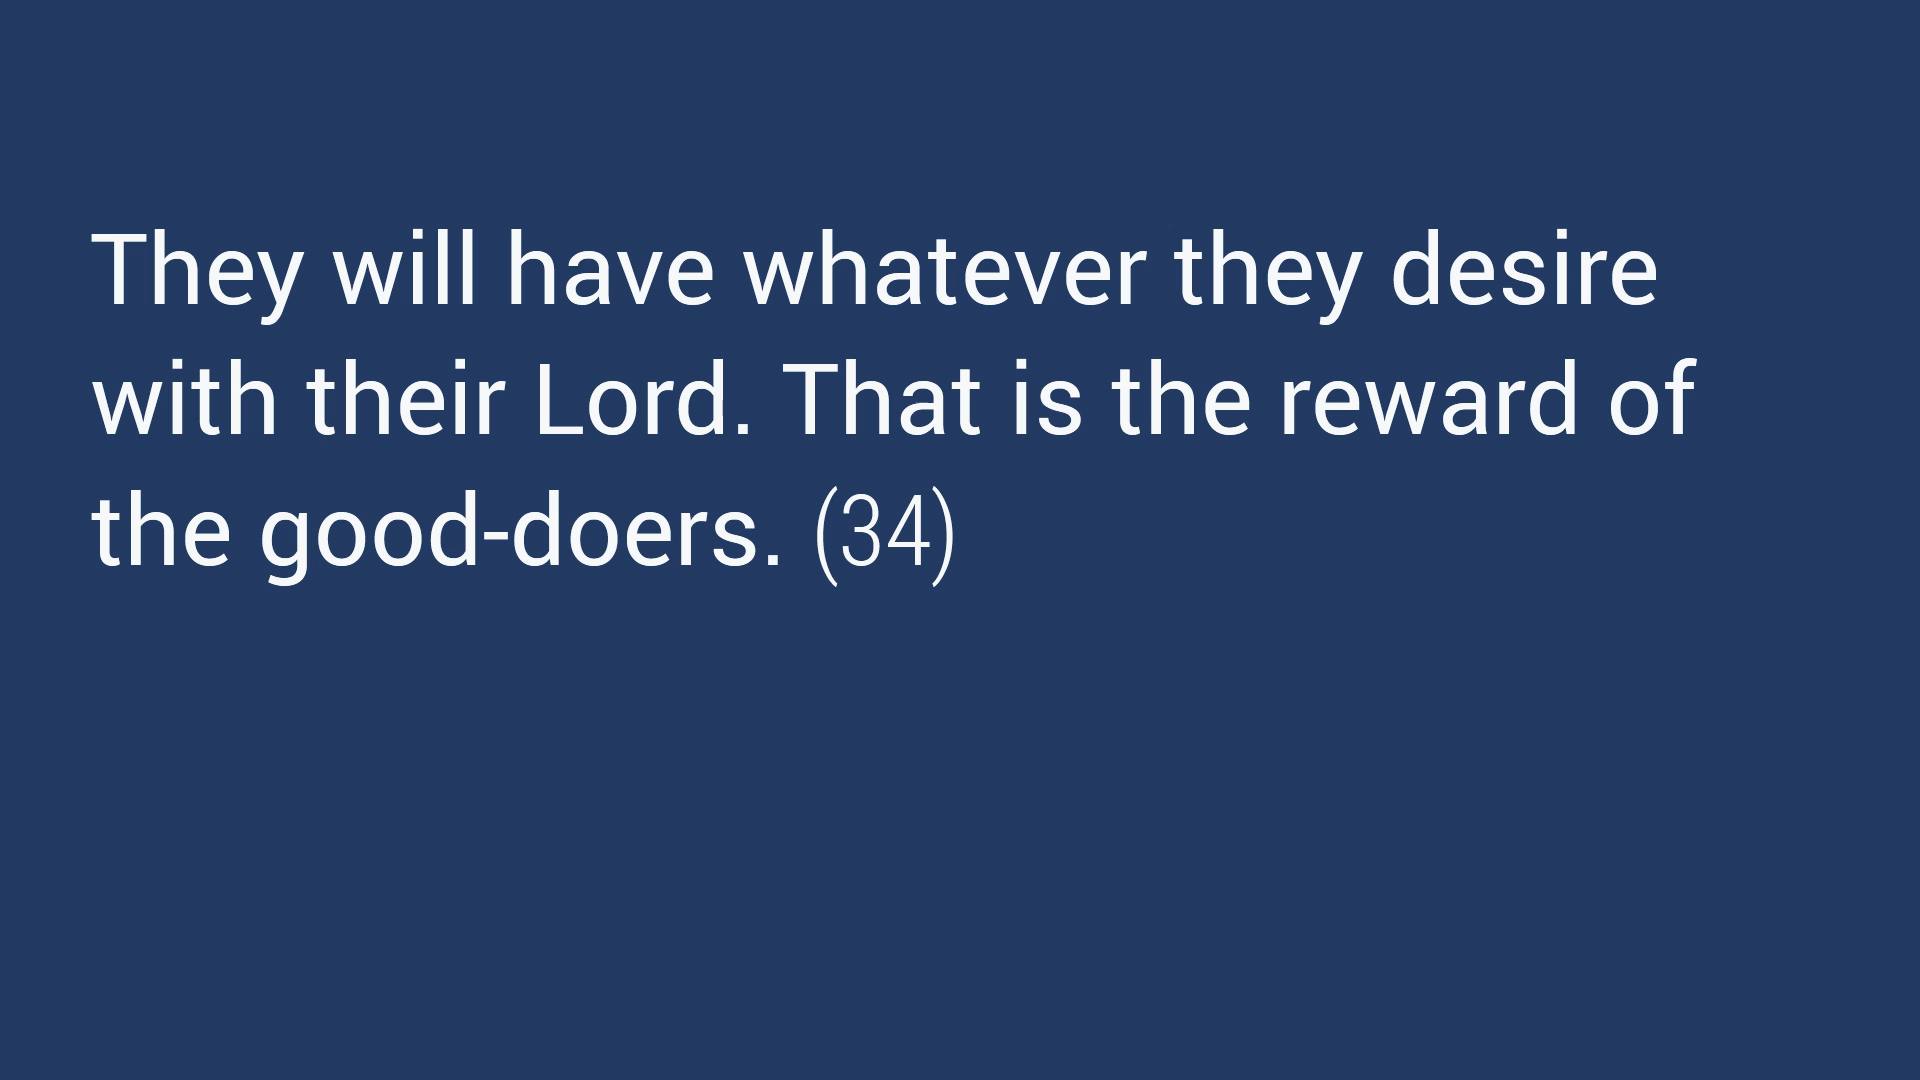 They will have whatever they desire
with their Lord. That is the reward of
the good-doers. (34)